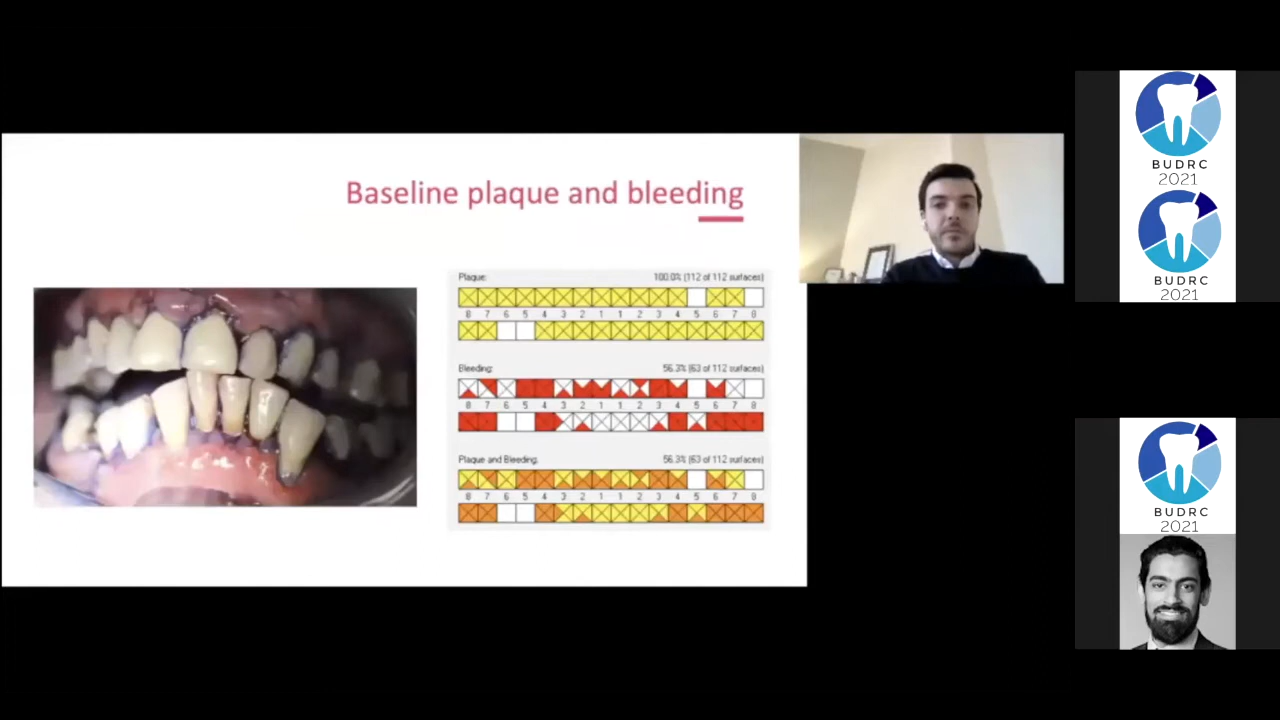 Baseline plaque and bleeding
Plaque: 100.0% (112 of 112 surfaces)
8 7 6 5 4 3 2 1 1 2 3 4 5 6 7 8
Bleeding: 56.3% (63 of 112 surfaces)
8 7 6 5 4 3 2 1 1 2 3 4 5 6 7 8
Plaque and Bleeding: 56.3% (63 of 112 surfaces)
8 7 6 5 4 3 2 1 1 2 3 4 5 6 7 8
BUDRC
2021
BUDRC
2021
BUDRC
2021